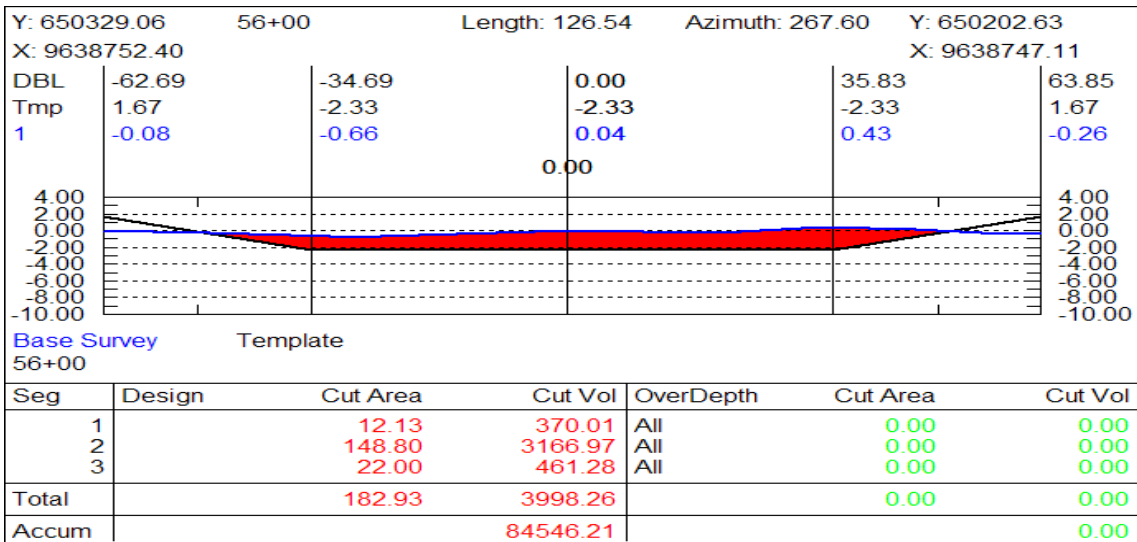 Y: 650329.06 56+00 Length: 126.54 Azimuth: 267.60 Y: 650202.63
X: 9638752.40 X: 9638747.11
DBL -62.69 -34.69 0.00 35.83 63.85
Tmp 1.67 -2.33 -2.33 -2.33 1.67
1 -0.08 -0.66 0.04 0.43 -0.26
0.00
4.00 4.00
2.00 2.00
0.00 0.00
-2.00 -2.00
-4.00 -4.00
-6.00 -6.00
-8.00 -8.00
-10.00 -10.00
Base Survey Template
56+00
Seg Design Cut Area Cut Vol OverDepth Cut Area Cut Vol
1 12.13 370.01 All 0.00 0.00
2 148.80 3166.97 All 0.00 0.00
3 22.00 461.28 All 0.00 0.00
Total 182.93 3998.26 0.00 0.00
Accum 84546.21 0.00